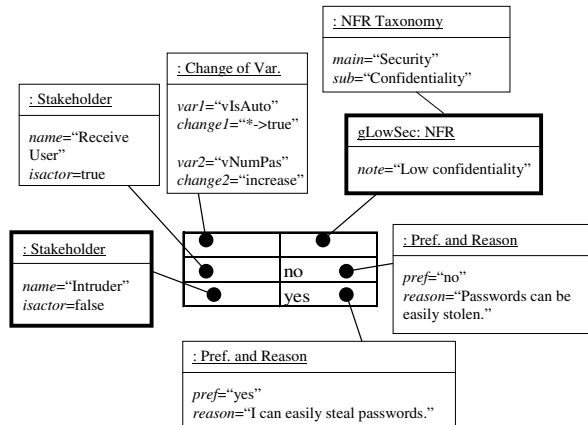 : NFR Taxonomy
main="Security"
sub="Confidentiality"
: Change of Var.
var1="vIsAuto"
change1="*->true"
var2="vNumPas"
change2="increase"
: Stakeholder
name="Receive
User"
isactor=true
gLowSec: NFR
note="Low confidentiality"
: Stakeholder
name="Intruder"
isactor=false
no
yes
: Pref. and Reason
pref="no"
reason="Passwords can be
easily stolen."
: Pref. and Reason
pref="yes"
reason="I can easily steal passwords."